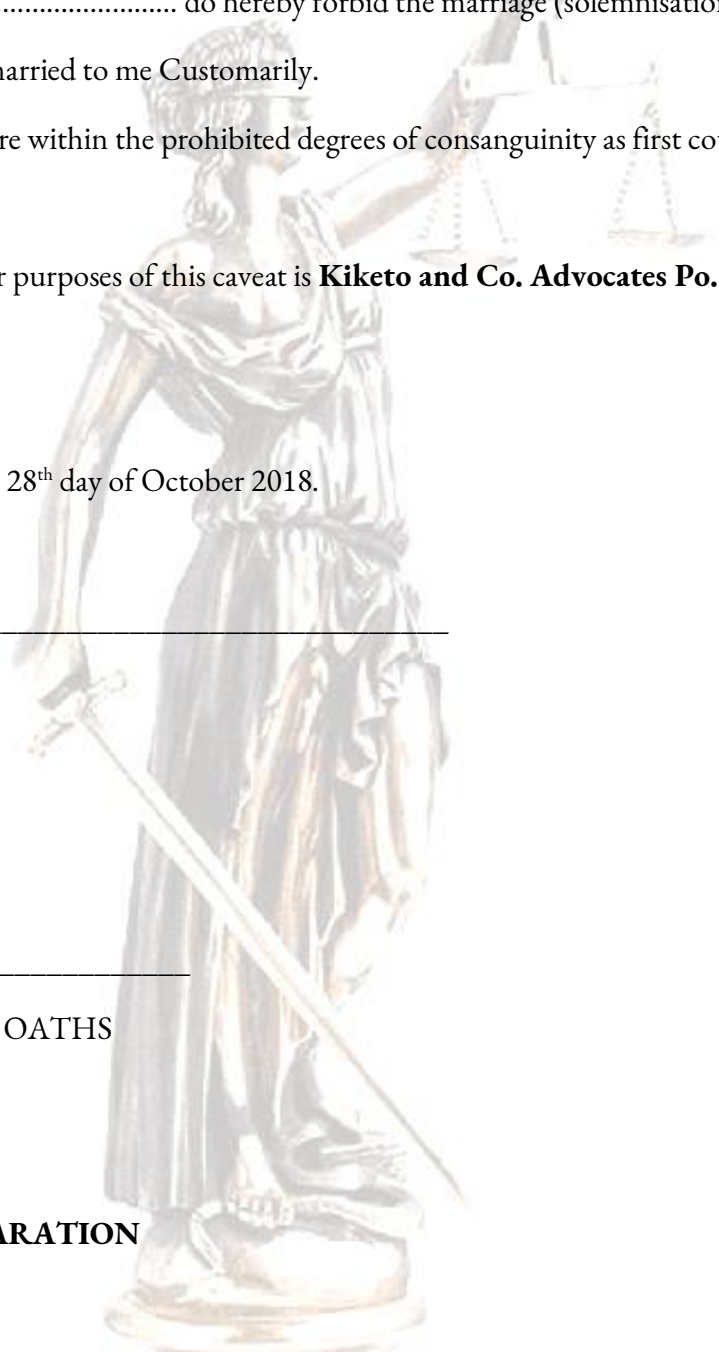 ........................ do hereby forbid the marriage (solemnisation
married to me Customarily.
re within the prohibited degrees of consanguinity as first
r purposes of this caveat is Kiketo and Co. Advocates Po.
28th day of October 2018.
OATHS
ARATION